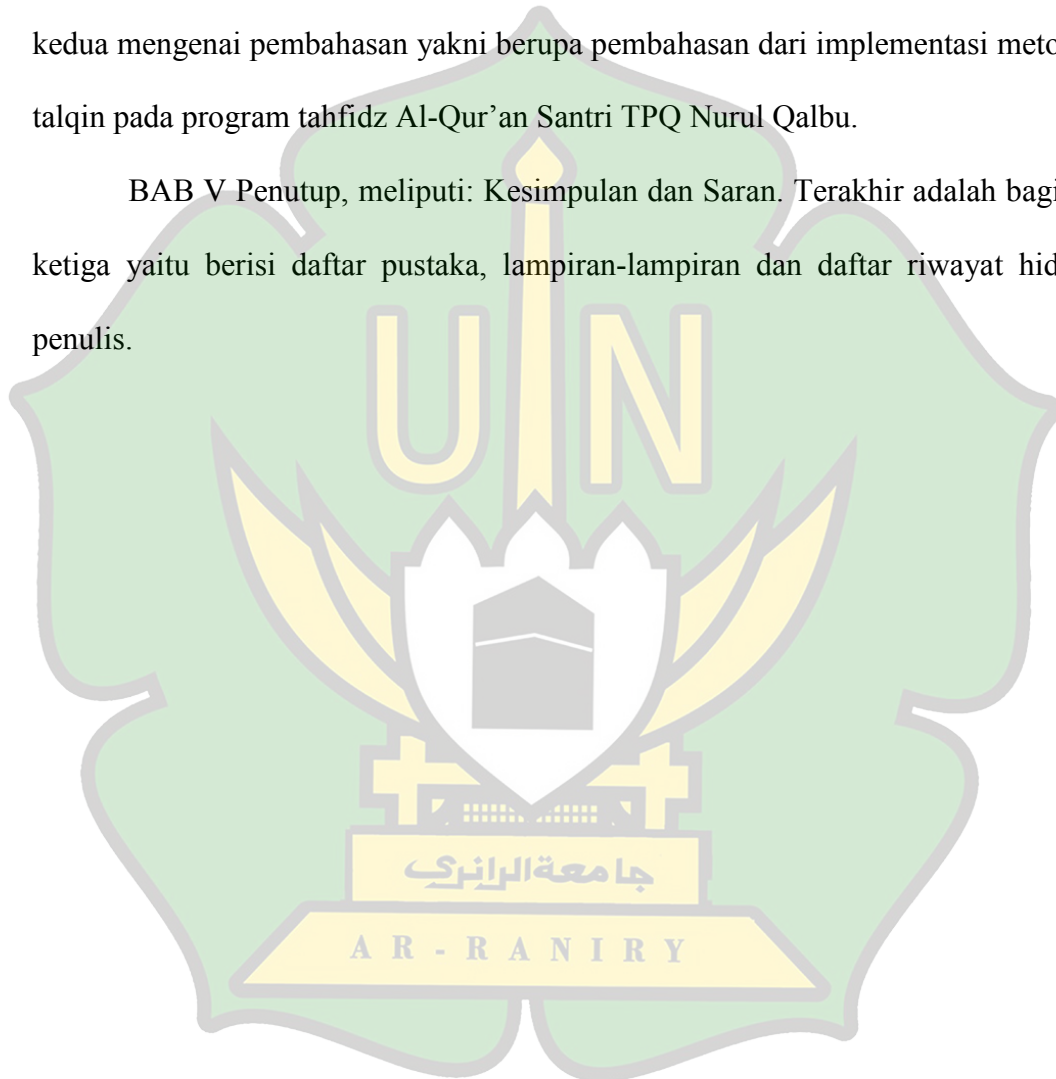 kedua mengenai pembahasan yakni berupa pembahasan dari implementasi meto
talqin pada program tahfidz Al-Qur’an Santri TPQ Nurul Qalbu.
BAB V Penutup, meliputi: Kesimpulan dan Saran. Terakhir adalah bagi
ketiga yaitu berisi daftar pustaka, lampiran-lampiran dan daftar riwayat hid
penulis.
UIN
جامعة الرانري
AR-RANIRY